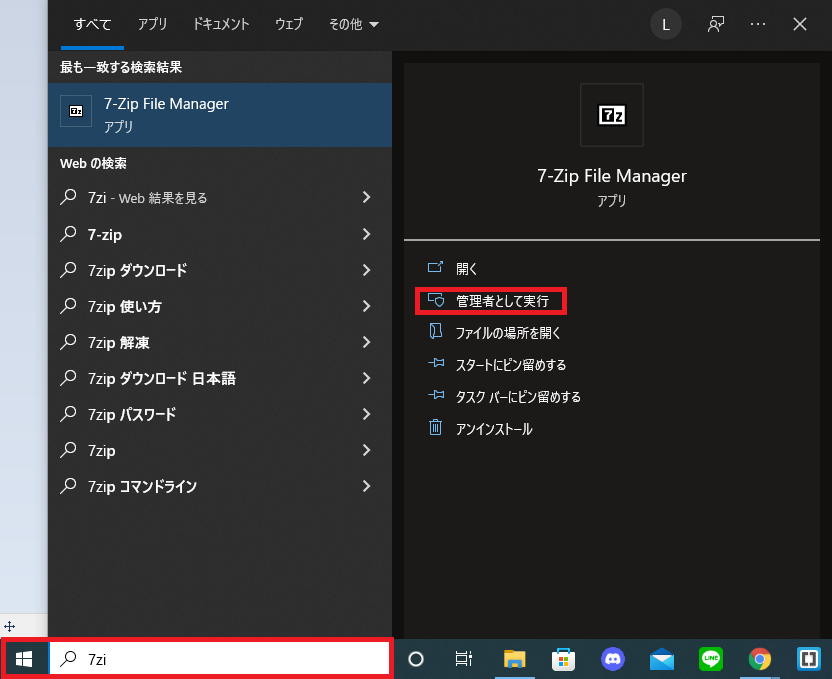 すべて アプリ ドキュメント ウェブ その他
L
最も一致する検索結果
7-Zip File Manager
アプリ
Web の検索
7zi - Web 結果を見る
7-zip
7zip ダウンロード
7zip 使い方
7zip 解凍
7zip ダウンロード 日本語
7zip パスワード
7zip
7zip コマンドライン
7z
7-Zip File Manager
アプリ
開く
管理者として実行
ファイルの場所を開く
スタートにピン留めする
タスク バーにピン留めする
アンインストール
7zi
LINE